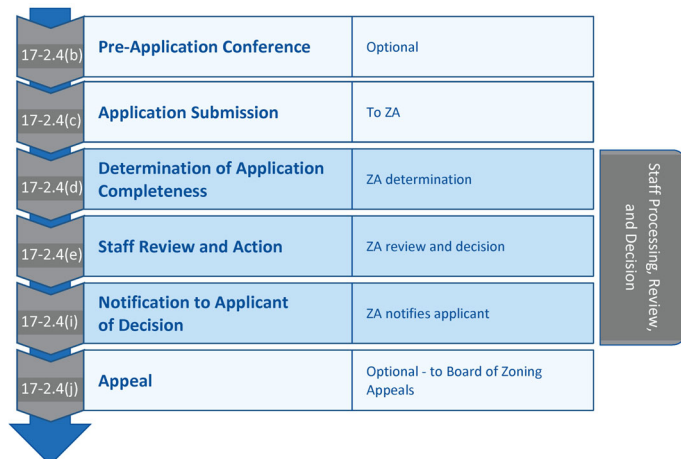 17-2.4(b)
Pre-Application Conference
Optional
17-2.4(c)
Application Submission
To ZA
17-2.4(d)
Determination of Application
Completeness
ZA determination
17-2.4(e)
Staff Review and Action
ZA review and decision
17-2.4(i)
Notification to Applicant
of Decision
ZA notifies applicant
17-2.4(j)
Appeal
Optional - to Board of Zoning
Appeals
Staff Processing, Review,
and Decision